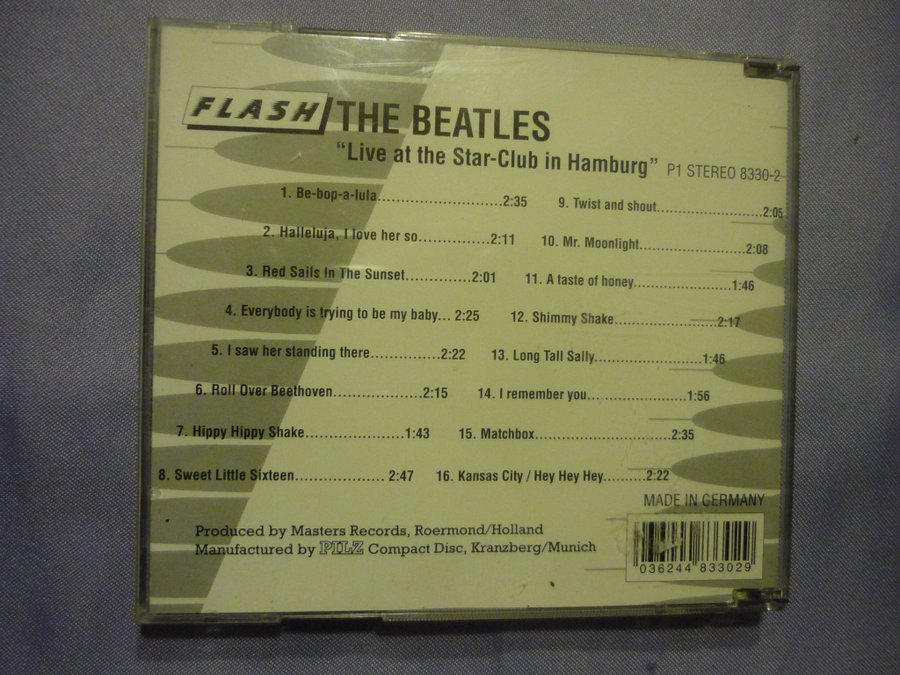 FLASH
THE BEATLES
“Live at the Star-Club in Hamburg”
P1 STEREO 8330-2
1. Be-bop-a-lula..........................2:35
2. Halleluja, I love her so...............2:11
3. Red Sails In The Sunset.............2:01
4. Everybody is trying to be my baby... 2:25
5. I saw her standing there..............2:22
6. Roll Over Beethoven..................2:15
7. Hippy Hippy Shake....................1:43
8. Sweet Little Sixteen.................. 2:47
9. Twist and shout.......................2:05
10. Mr. Moonlight.......................2:08
11. A taste of honey....................1:46
12. Shimmy Shake.....................2:17
13. Long Tall Sally......................1:46
14. I remember you....................1:56
15. Matchbox............................2:35
16. Kansas City / Hey Hey Hey.........2:22
MADE IN GERMANY
Produced by Masters Records, Roermond/Holland
Manufactured by PILZ Compact Disc, Kranzberg/Munich
036244 833029